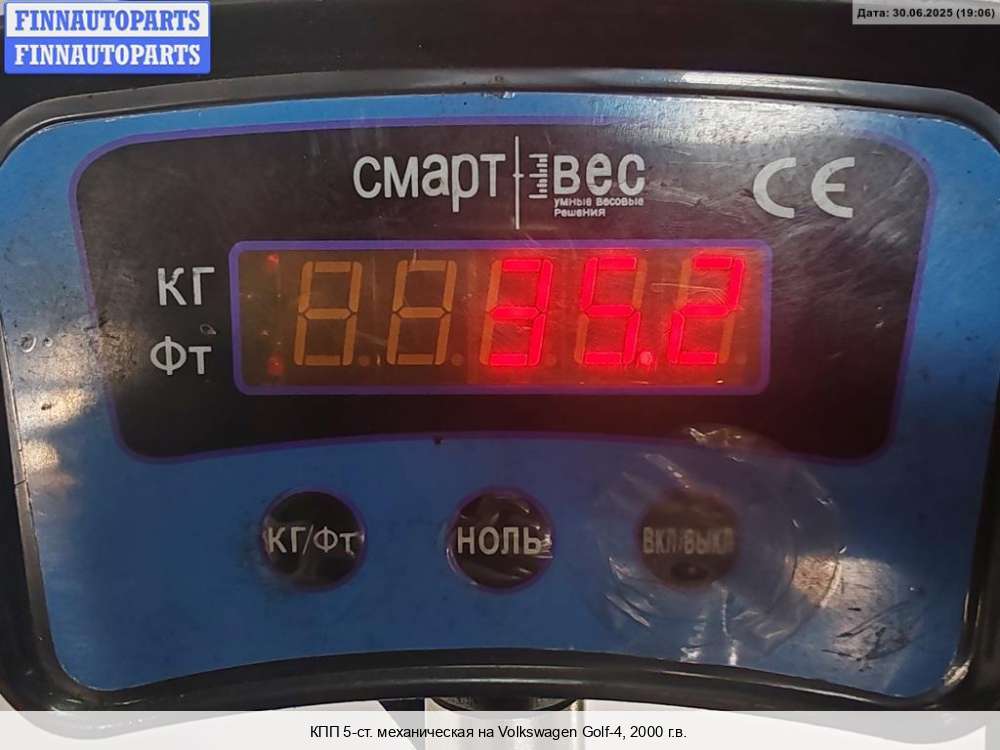 FINNAUTOPARTS
FINNAUTOPARTS
Дата: 30.06.2025 (19:06)
смарт вес
умные весовые
решения
CE
КГ
Фт
35.2
КГ/Фт
НОЛЬ
ВКЛ/ВЫКЛ
КПП 5-ст. механическая на Volkswagen Golf-4, 2000 г.в.